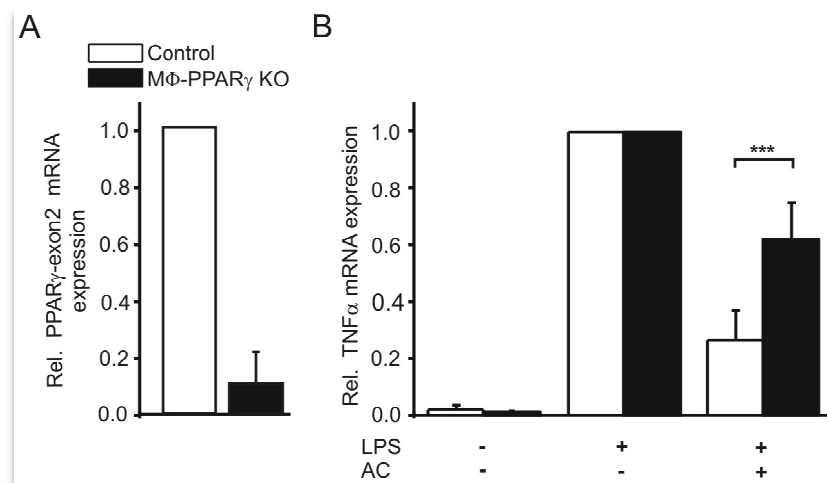 A
Control
MΦ-PPARγ KO
Rel. PPARγ-exon2 mRNA
expression
1.0
0.8
0.6
0.4
0.2
0.0
B
Rel. TNFα mRNA expression
1.0
0.8
0.6
0.4
0.2
0.0
***
LPS - + +
AC - - +